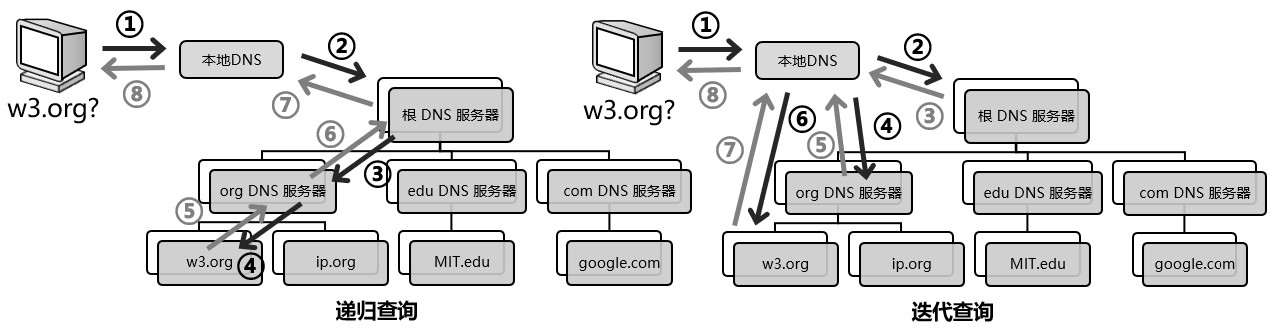 ①
本地DNS
②
⑧
⑦
w3.org?
根 DNS 服务器
⑥
③
org DNS 服务器
edu DNS 服务器
com DNS 服务器
⑤
④
w3.org
ip.org
MIT.edu
google.com
递归查询
①
本地DNS
②
⑧
③
w3.org?
根 DNS 服务器
⑦
⑥
⑤
④
org DNS 服务器
edu DNS 服务器
com DNS 服务器
w3.org
ip.org
MIT.edu
google.com
迭代查询